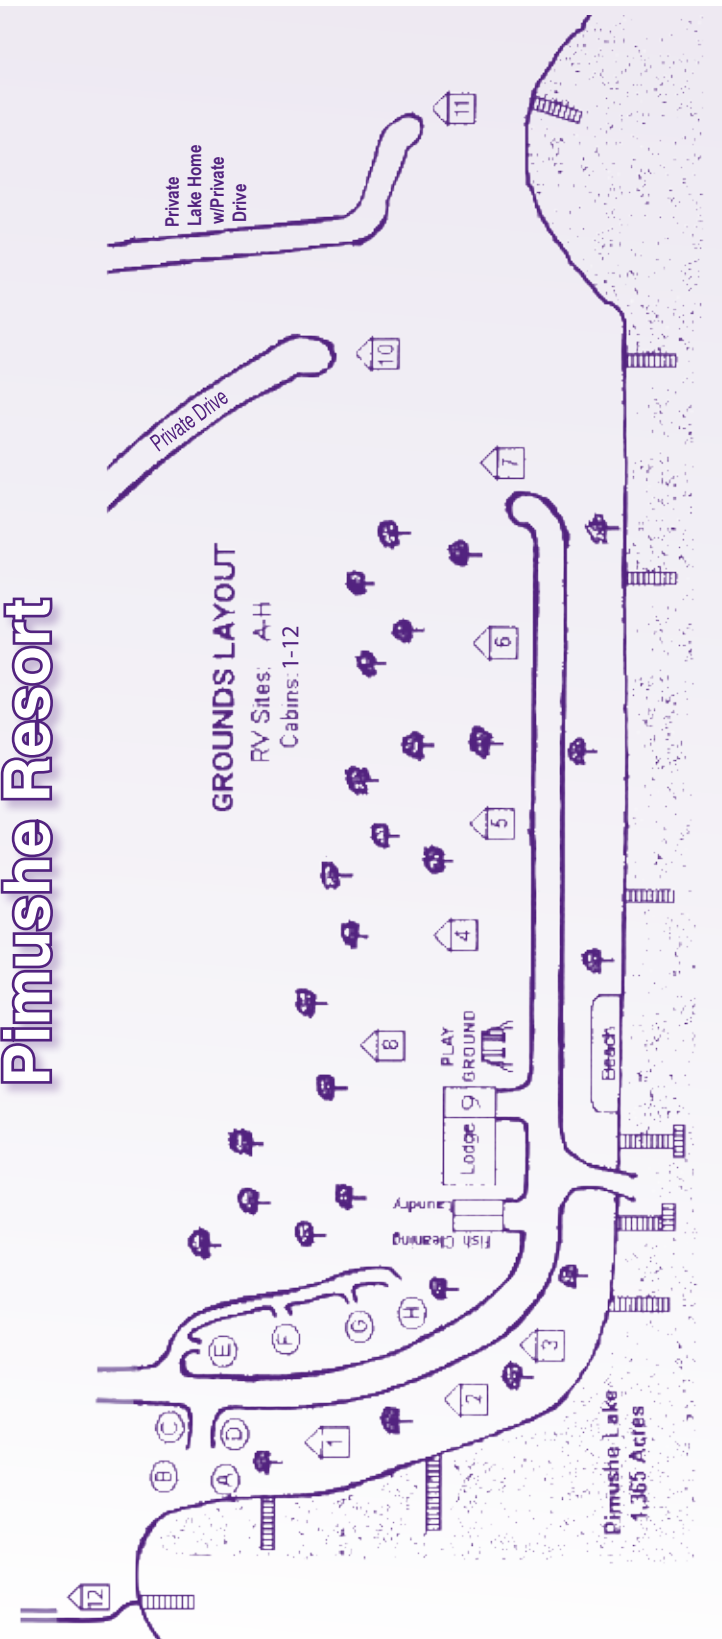 Pimushe Resort
GROUNDS LAYOUT
RV Sites: A-H
Cabins: 1-12
Private
Lake Home
w/Private
Drive
Private Drive
12
B
C
A
D
E
F
G
H
1
2
3
Fish Cleaning
Laundry
Lodge
9
PLAY
GROUND
Beach
8
4
5
6
7
10
11
Pimushe Lake
1,365 Acres